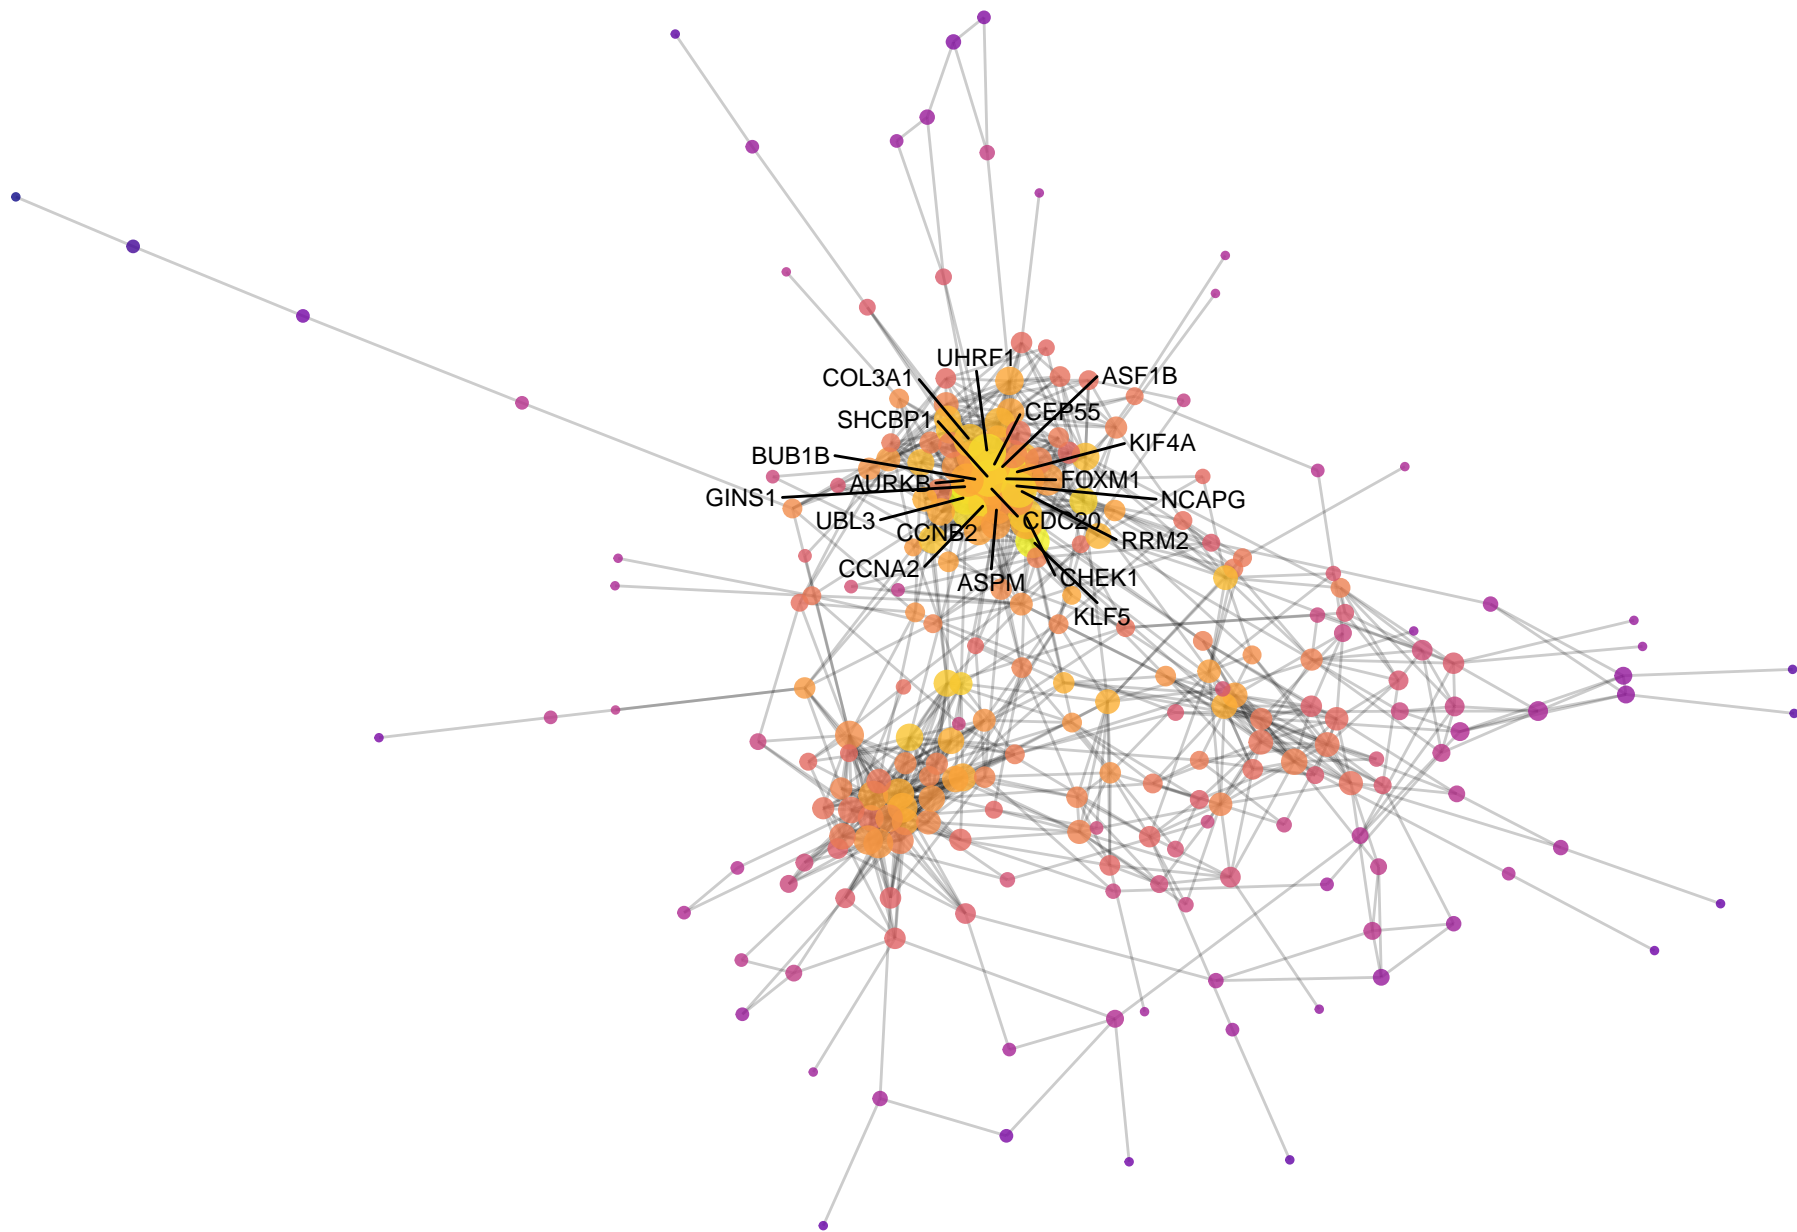 UHRF1
COL3A1
ASF1B
CEP55
SHCBP1
KIF4A
BUB1B
FOXM1
AURKB
GINS1
NCAPG
UBL3
CDC20
CCNB2
RRM2
CCNA2
ASPM
CHEK1
KLF5